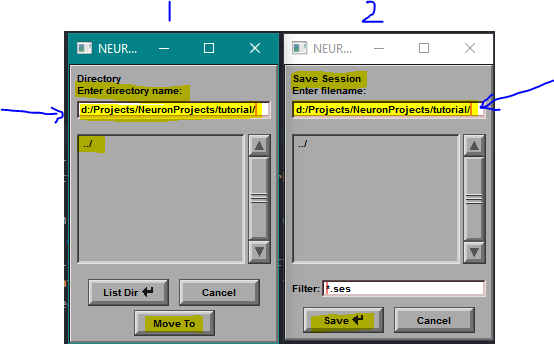 1
2
NEUR...
Directory
Enter directory name:
d:/Projects/NeuronProjects/tutorial/
../
List Dir
Cancel
Move To
NEUR...
Save Session
Enter filename:
d:/Projects/NeuronProjects/tutorial/
../
Filter:
*.ses
Save
Cancel